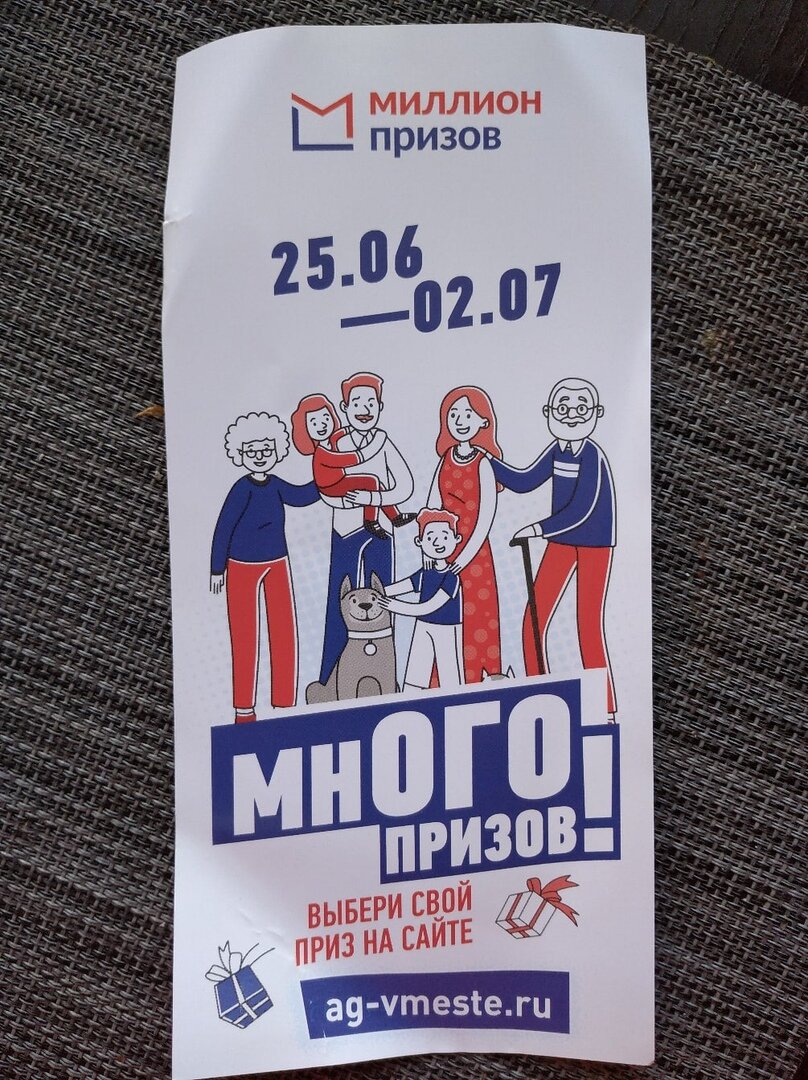 МИЛЛИОН
призов
25.06
—02.07
мнОГО
ПРИЗОВ!
ВЫБЕРИ СВОЙ
ПРИЗ НА САЙТЕ
ag-vmeste.ru